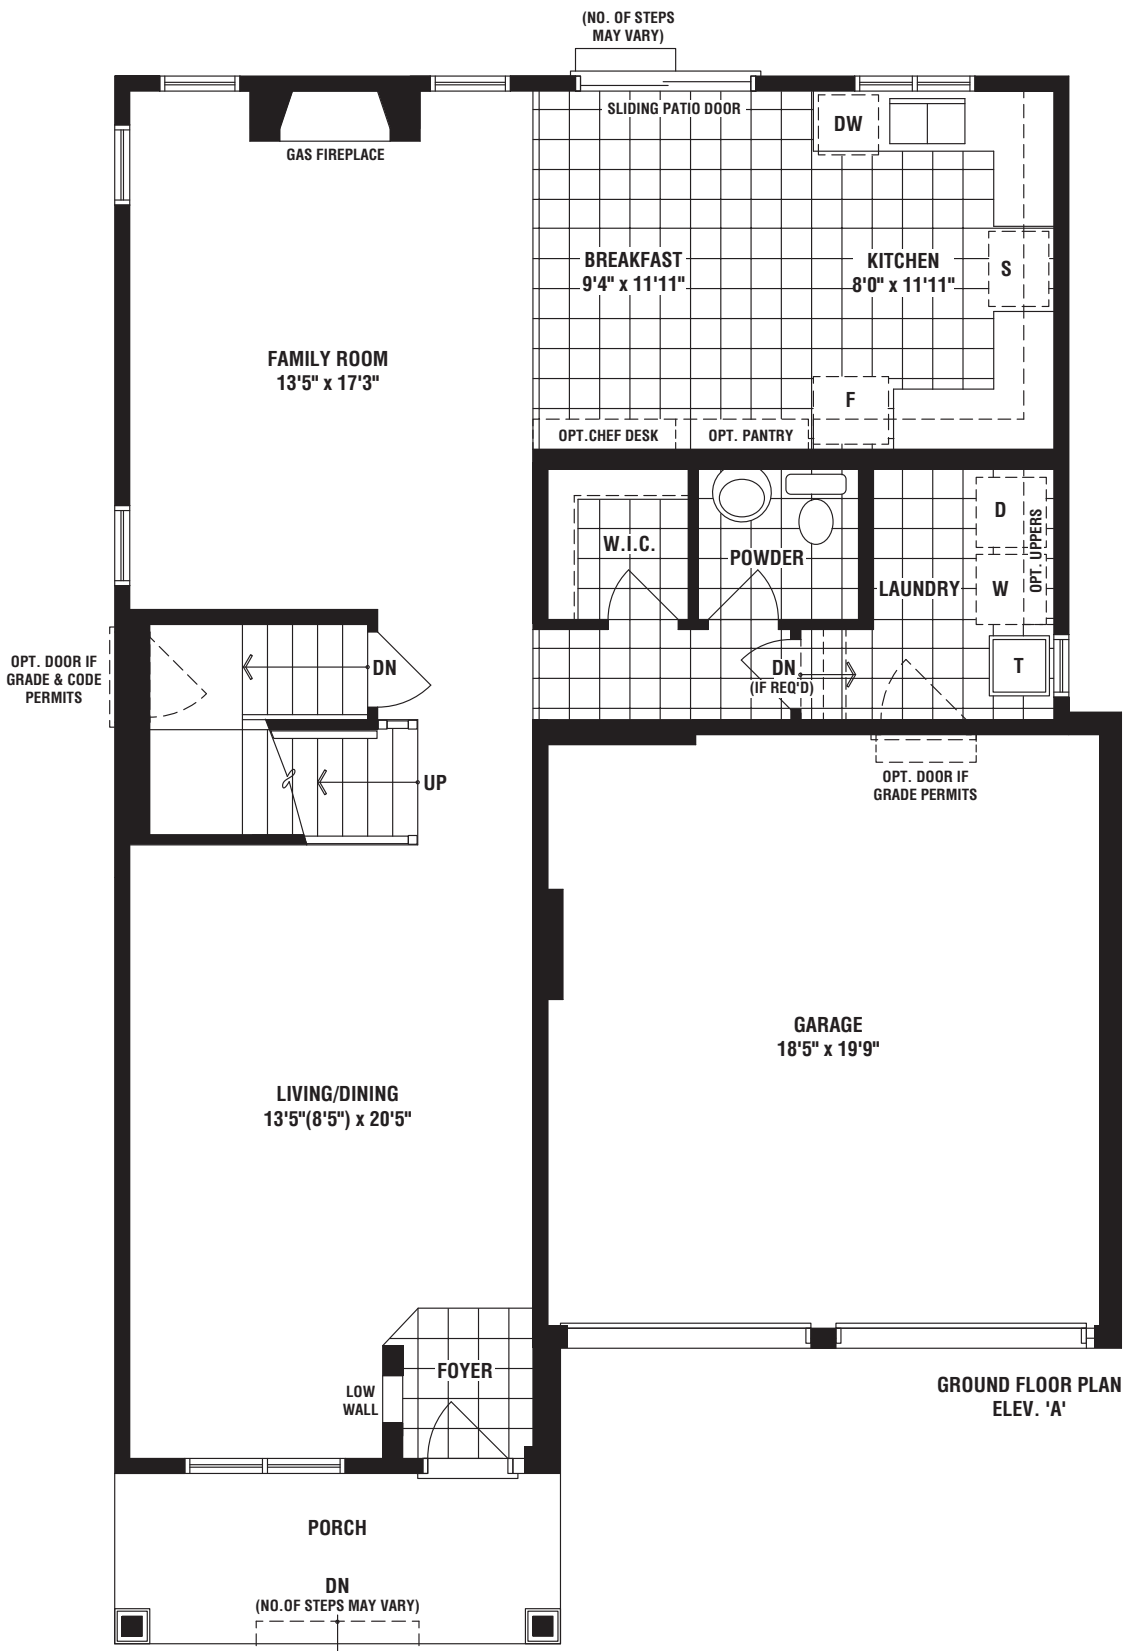 (NO. OF STEPS
MAY VARY)
SLIDING PATIO DOOR
DW
GAS FIREPLACE
BREAKFAST
9'4" x 11'11"
KITCHEN
8'0" x 11'11"
S
FAMILY ROOM
13'5" x 17'3"
F
OPT.CHEF DESK
OPT. PANTRY
W.I.C.
POWDER
LAUNDRY
D
W
OPT. UPPERS
T
OPT. DOOR IF
GRADE & CODE
PERMITS
DN
DN
(IF REQ'D)
UP
OPT. DOOR IF
GRADE PERMITS
GARAGE
18'5" x 19'9"
LIVING/DINING
13'5"(8'5") x 20'5"
FOYER
LOW
WALL
GROUND FLOOR PLAN
ELEV. 'A'
PORCH
DN
(NO.OF STEPS MAY VARY)